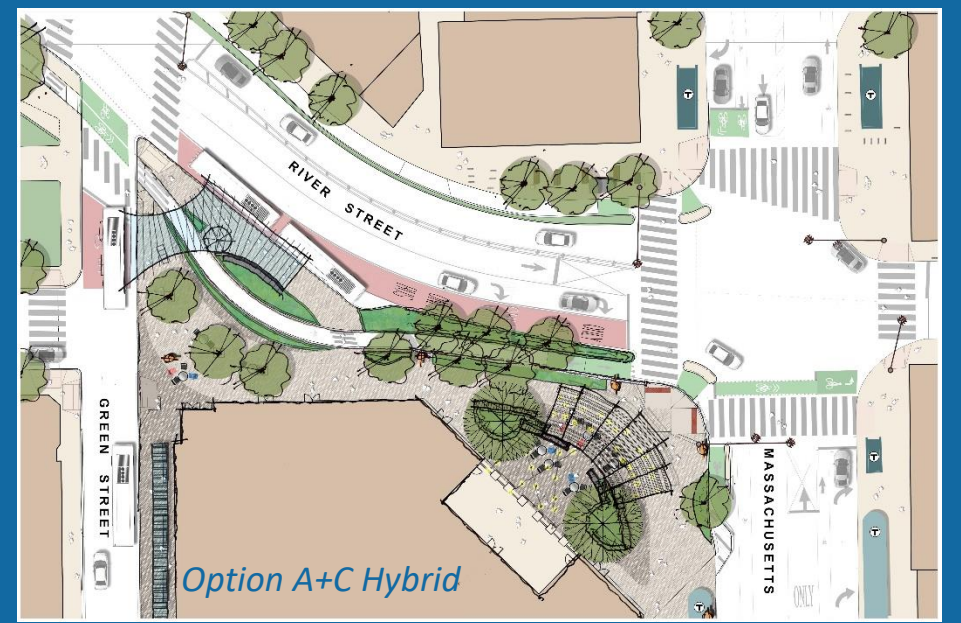 RIVER STREET
T
T
GREEN STREET
MASSACHUSETTS
T
T
T
ONLY
Option A+C Hybrid